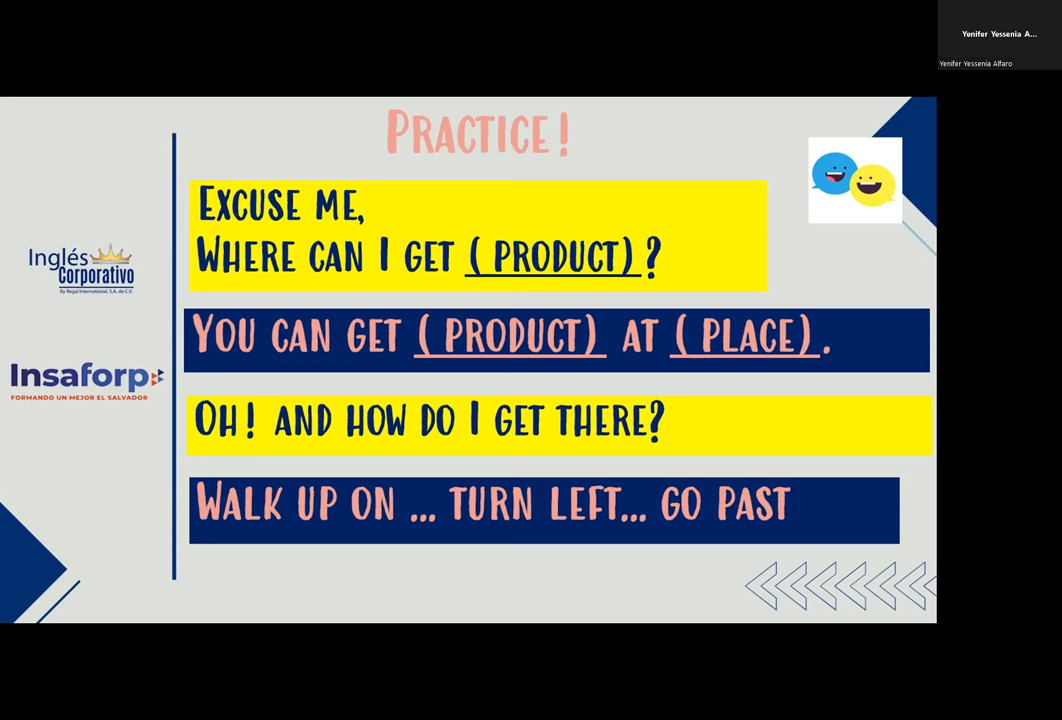 Yenifer Yessenia A...
Yenifer Yessenia Alfaro
PRACTICE!
EXCUSE ME,
WHERE CAN I GET ( PRODUCT)?
YOU CAN GET ( PRODUCT) AT ( PLACE).
OH! AND HOW DO I GET THERE?
WALK UP ON ... TURN LEFT... GO PAST
Inglés
Corporativo
By Regal International, S.A. de C.V.
Insaforp
FORMANDO UN MEJOR EL SALVADOR